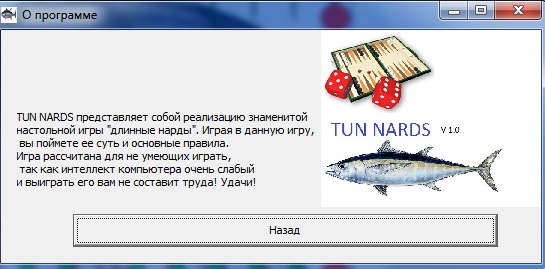 О программе
TUN NARDS представляет собой реализацию знаменитой
настольной игры "длинные нарды". Играя в данную игру,
вы поймете ее суть и основные правила.
Игра рассчитана для не умеющих играть,
так как интеллект компьютера очень слабый
и выиграть его вам не составит труда! Удачи!
TUN NARDS V 1.0
Назад